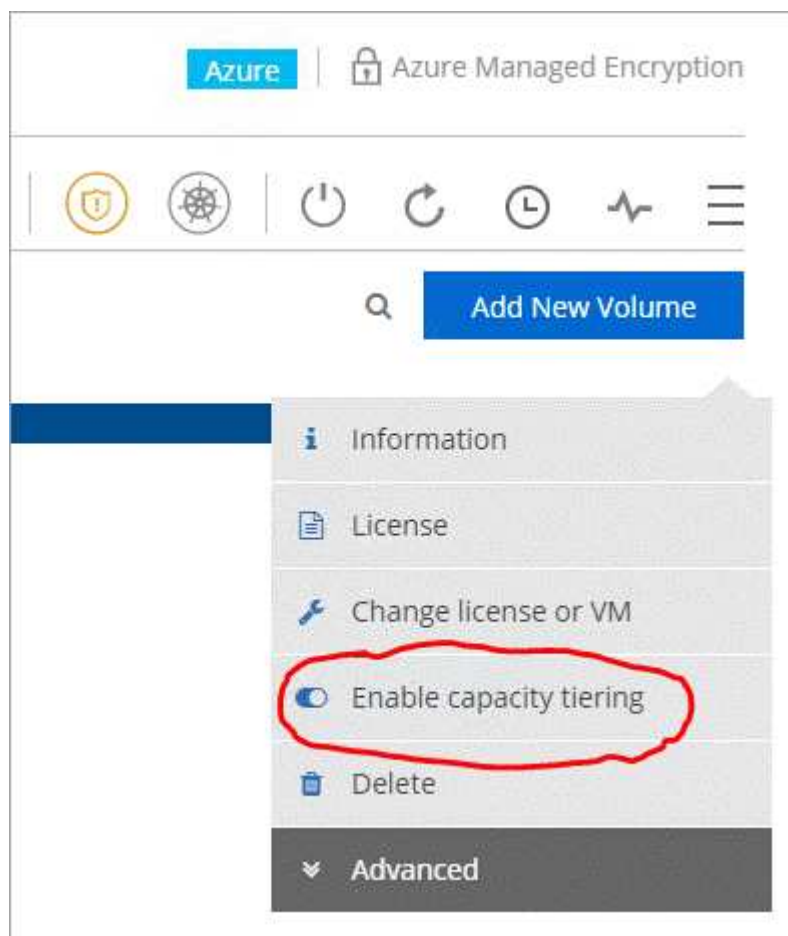 Azure Azure Managed Encryption
Add New Volume
Information
License
Change license or VM
Enable capacity tiering
Delete
Advanced